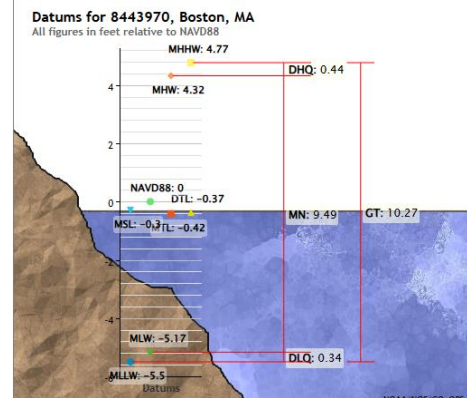 Datums for 8443970, Boston, MA
All figures in feet relative to NAVD88
MHHW: 4.77
DHQ: 0.44
4
MHW: 4.32
2
NAVD88: 0
DTL: -0.37
0
MSL: -0.3
MTL: -0.42
MN: 9.49
GT: 10.27
-2
-4
MLW: -5.17
DLQ: 0.34
MLLW: -5.5
Datums